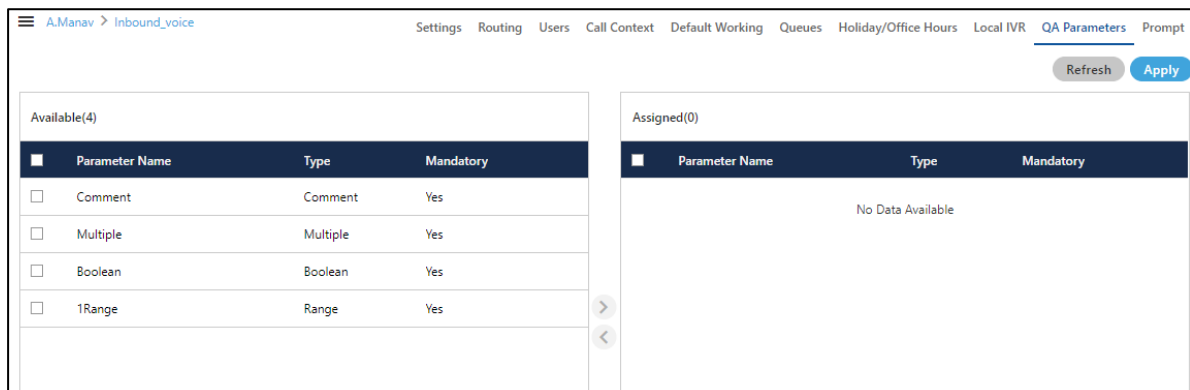 A.Manav > Inbound_voice Settings Routing Users Call Context Default Working Queues Holiday/Office Hours Local IVR QA Parameters Prompt
Refresh Apply
Available(4)
Parameter Name Type Mandatory
Comment Comment Yes
Multiple Multiple Yes
Boolean Boolean Yes
1Range Range Yes
Assigned(0)
Parameter Name Type Mandatory
No Data Available